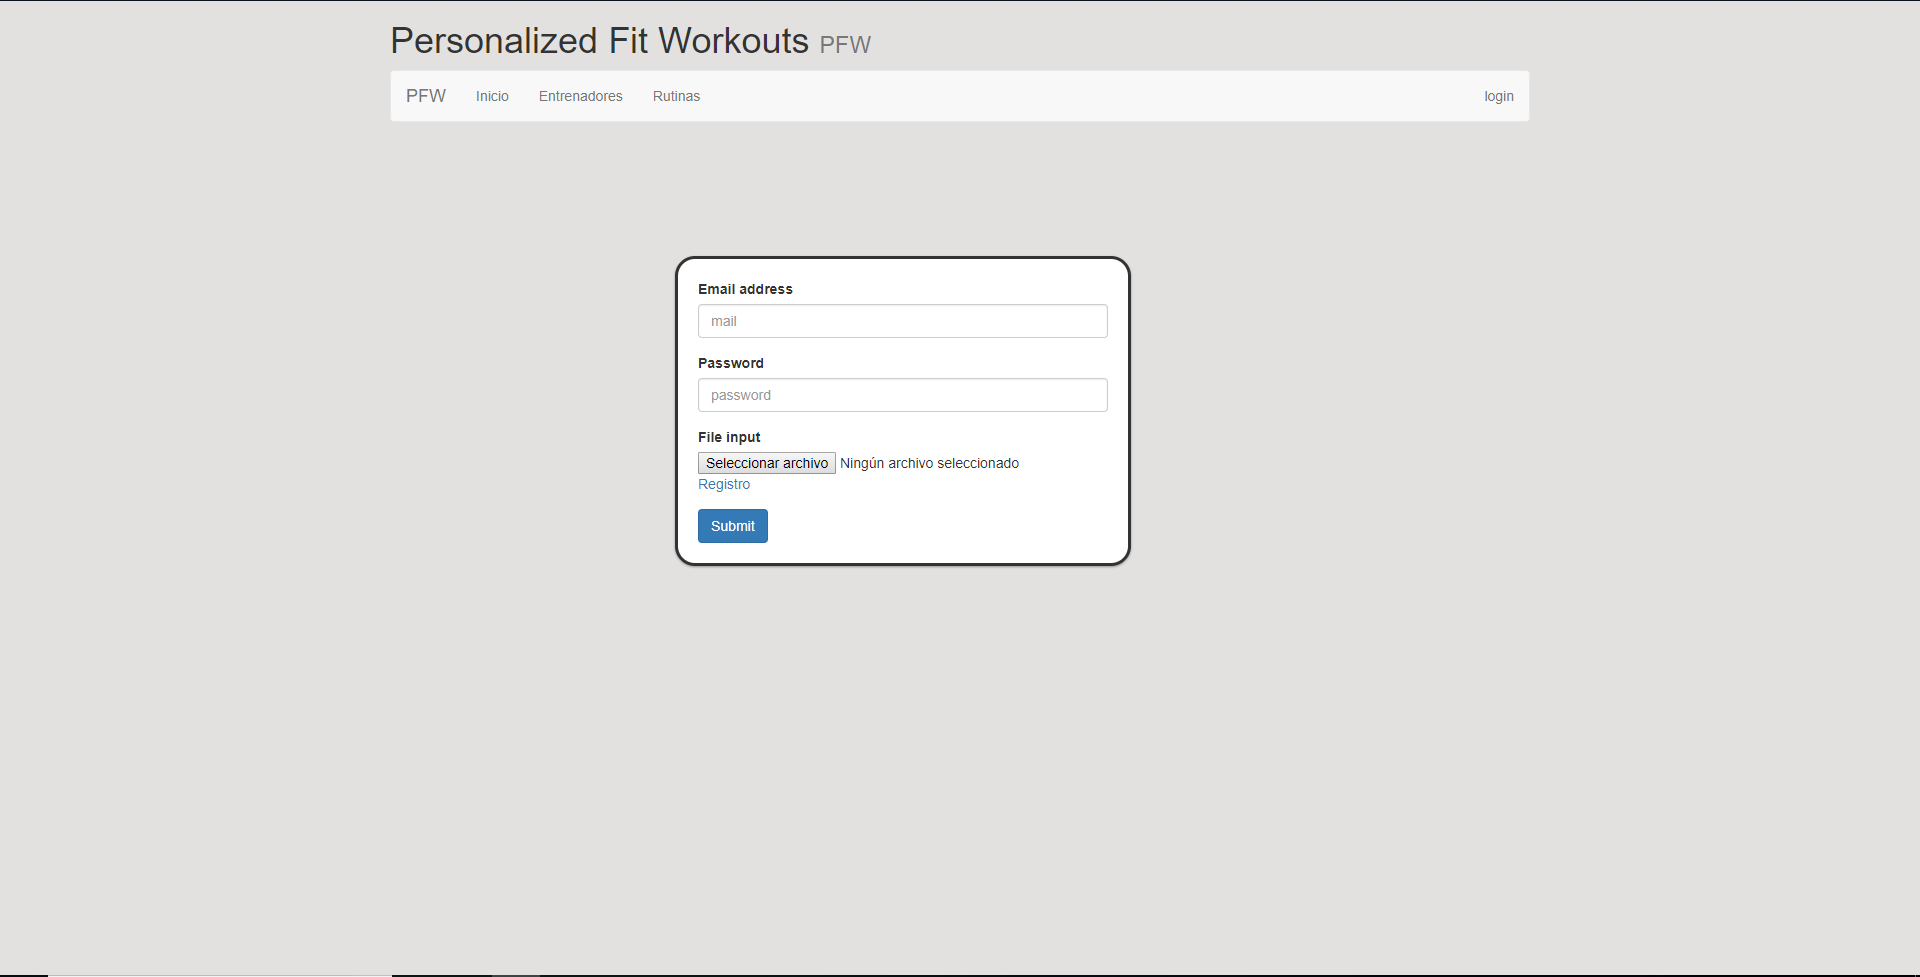 Personalized Fit Workouts PFW
PFW Inicio Entrenadores Rutinas login
Email address
mail
Password
password
File input
Seleccionar archivo Ningún archivo seleccionado
Registro
Submit